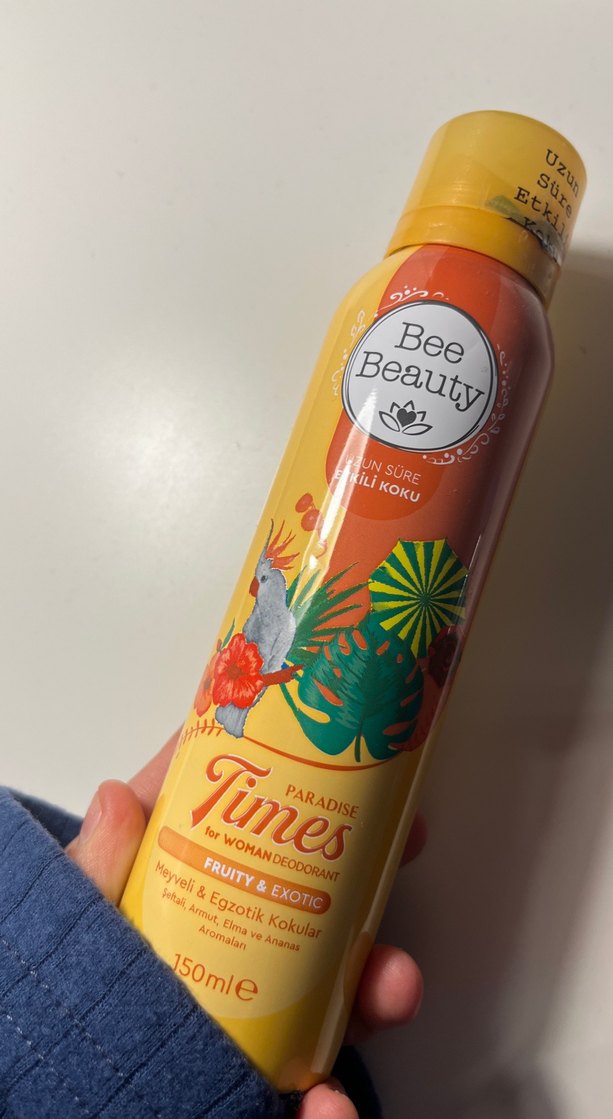 Uzun
Süre
Etkili
Bee
Beauty
UZUN SÜRE
ETKİLİ KOKU
PARADISE
Times
for WOMAN DEODORANT
FRUITY & EXOTIC
Meyveli & Egzotik Kokular
Şeftali, Armut, Elma ve Ananas
Aromaları
150ml e